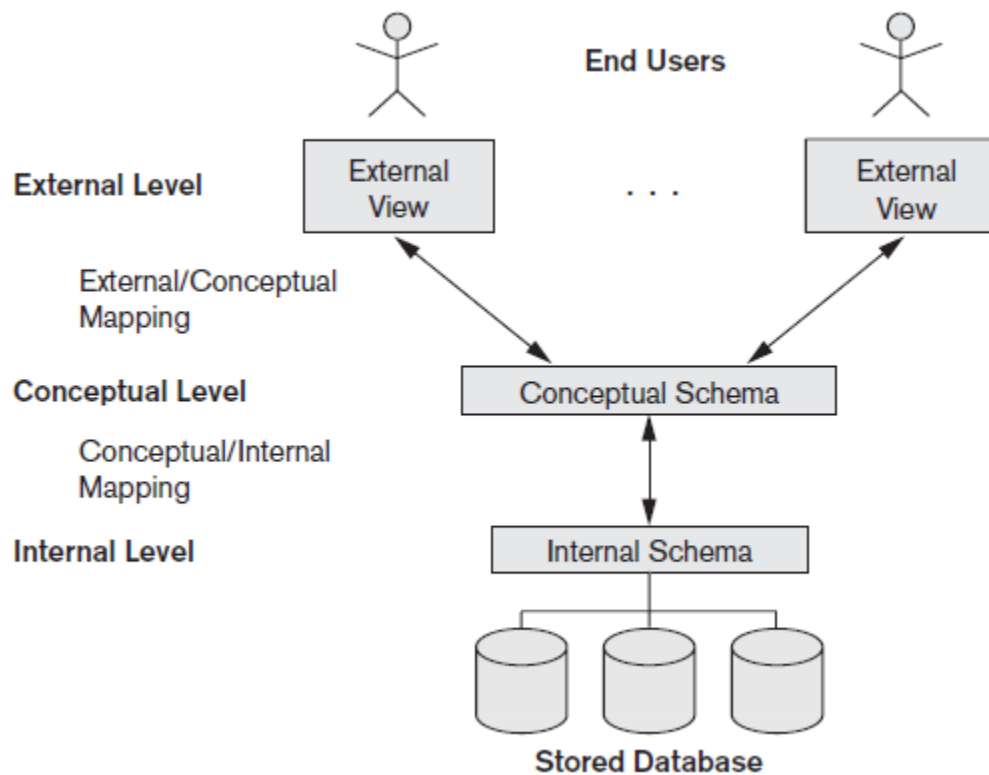 End Users
External Level
External
View
. . .
External
View
External/Conceptual
Mapping
Conceptual Level
Conceptual Schema
Conceptual/Internal
Mapping
Internal Level
Internal Schema
Stored Database